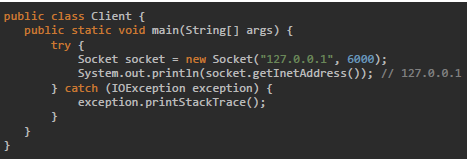 public class Client {
    public static void main(String[] args) {
        try {
            Socket socket = new Socket("127.0.0.1", 6000);
            System.out.println(socket.getInetAddress()); // 127.0.0.1
        } catch (IOException exception) {
            exception.printStackTrace();
        }
    }
}